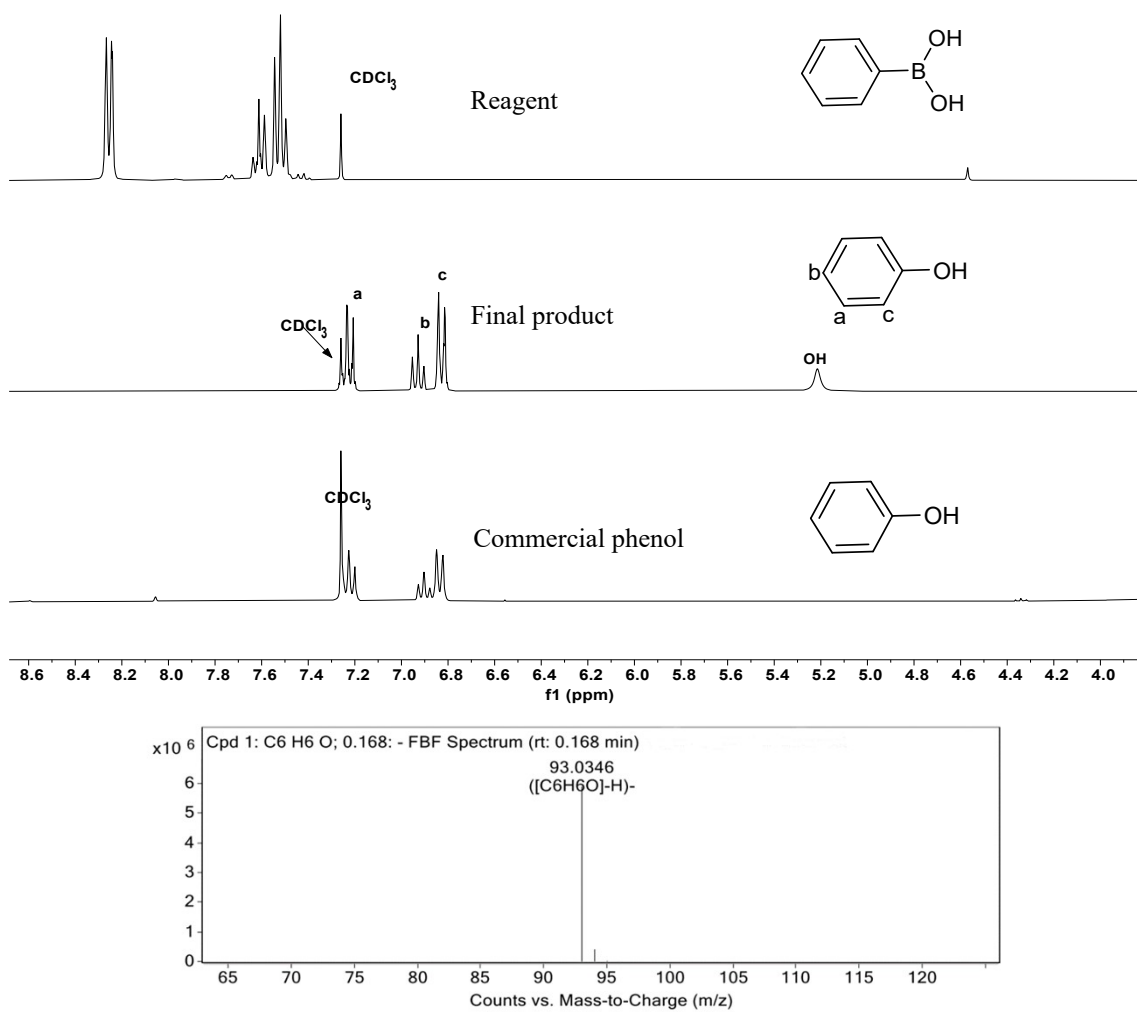 OH
CDCl3
Reagent
B
OH
c
a
b
OH
CDCl3
b
Final product
a
c
OH
CDCl3
OH
Commercial phenol
8.6 8.4 8.2 8.0 7.8 7.6 7.4 7.2 7.0 6.8 6.6 6.4 6.2 6.0 5.8 5.6 5.4 5.2 5.0 4.8 4.6 4.4 4.2 4.0
f1 (ppm)
x10 6
Cpd 1: C6 H6 O; 0.168: - FBF Spectrum (rt: 0.168 min)
93.0346
([C6H6O]-H)-
6
5
4
3
2
1
0
65 70 75 80 85 90 95 100 105 110 115 120
Counts vs. Mass-to-Charge (m/z)